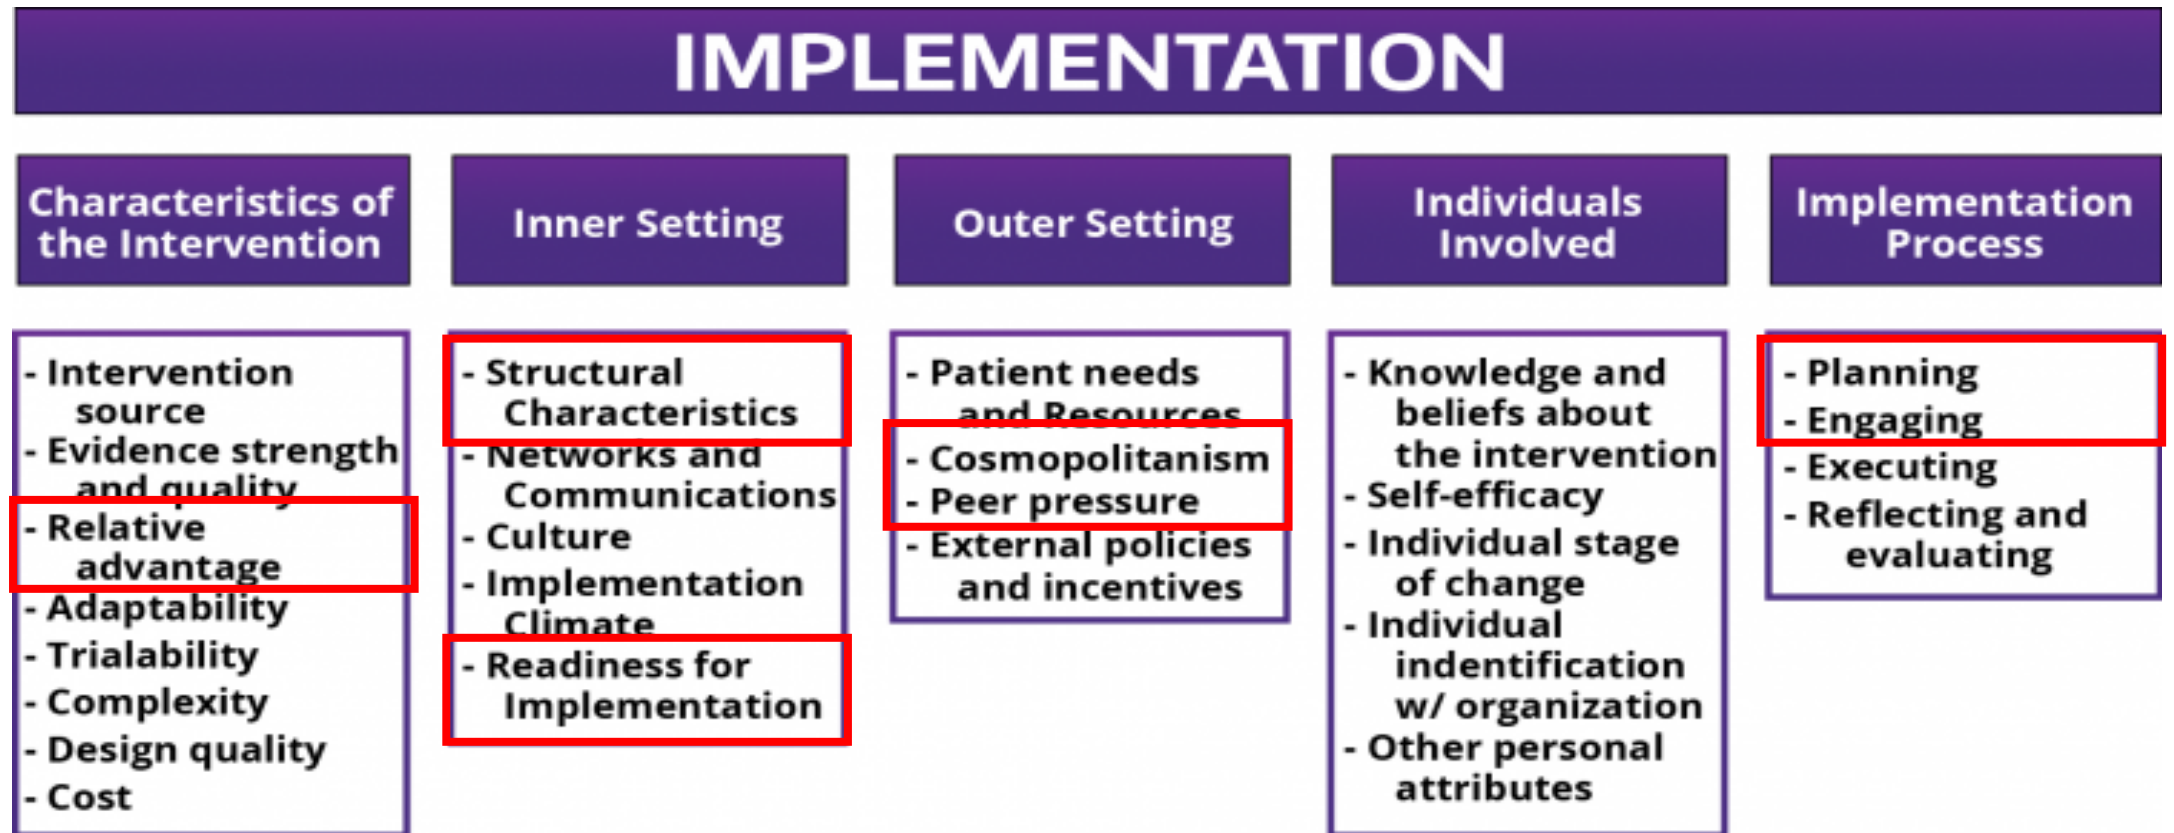 IMPLEMENTATION
Characteristics of
the Intervention
- Intervention
source
- Evidence strength
and quality
- Relative
advantage
- Adaptability
- Trialability
- Complexity
- Design quality
- Cost
Inner Setting
- Structural
Characteristics
- Networks and
Communications
- Culture
- Implementation
Climate
- Readiness for
Implementation
Outer Setting
- Patient needs
and Resources
- Cosmopolitanism
- Peer pressure
- External policies
and incentives
Individuals
Involved
- Knowledge and
beliefs about
the intervention
- Self-efficacy
- Individual stage
of change
- Individual
indentification
w/ organization
- Other personal
attributes
Implementation
Process
- Planning
- Engaging
- Executing
- Reflecting and
evaluating